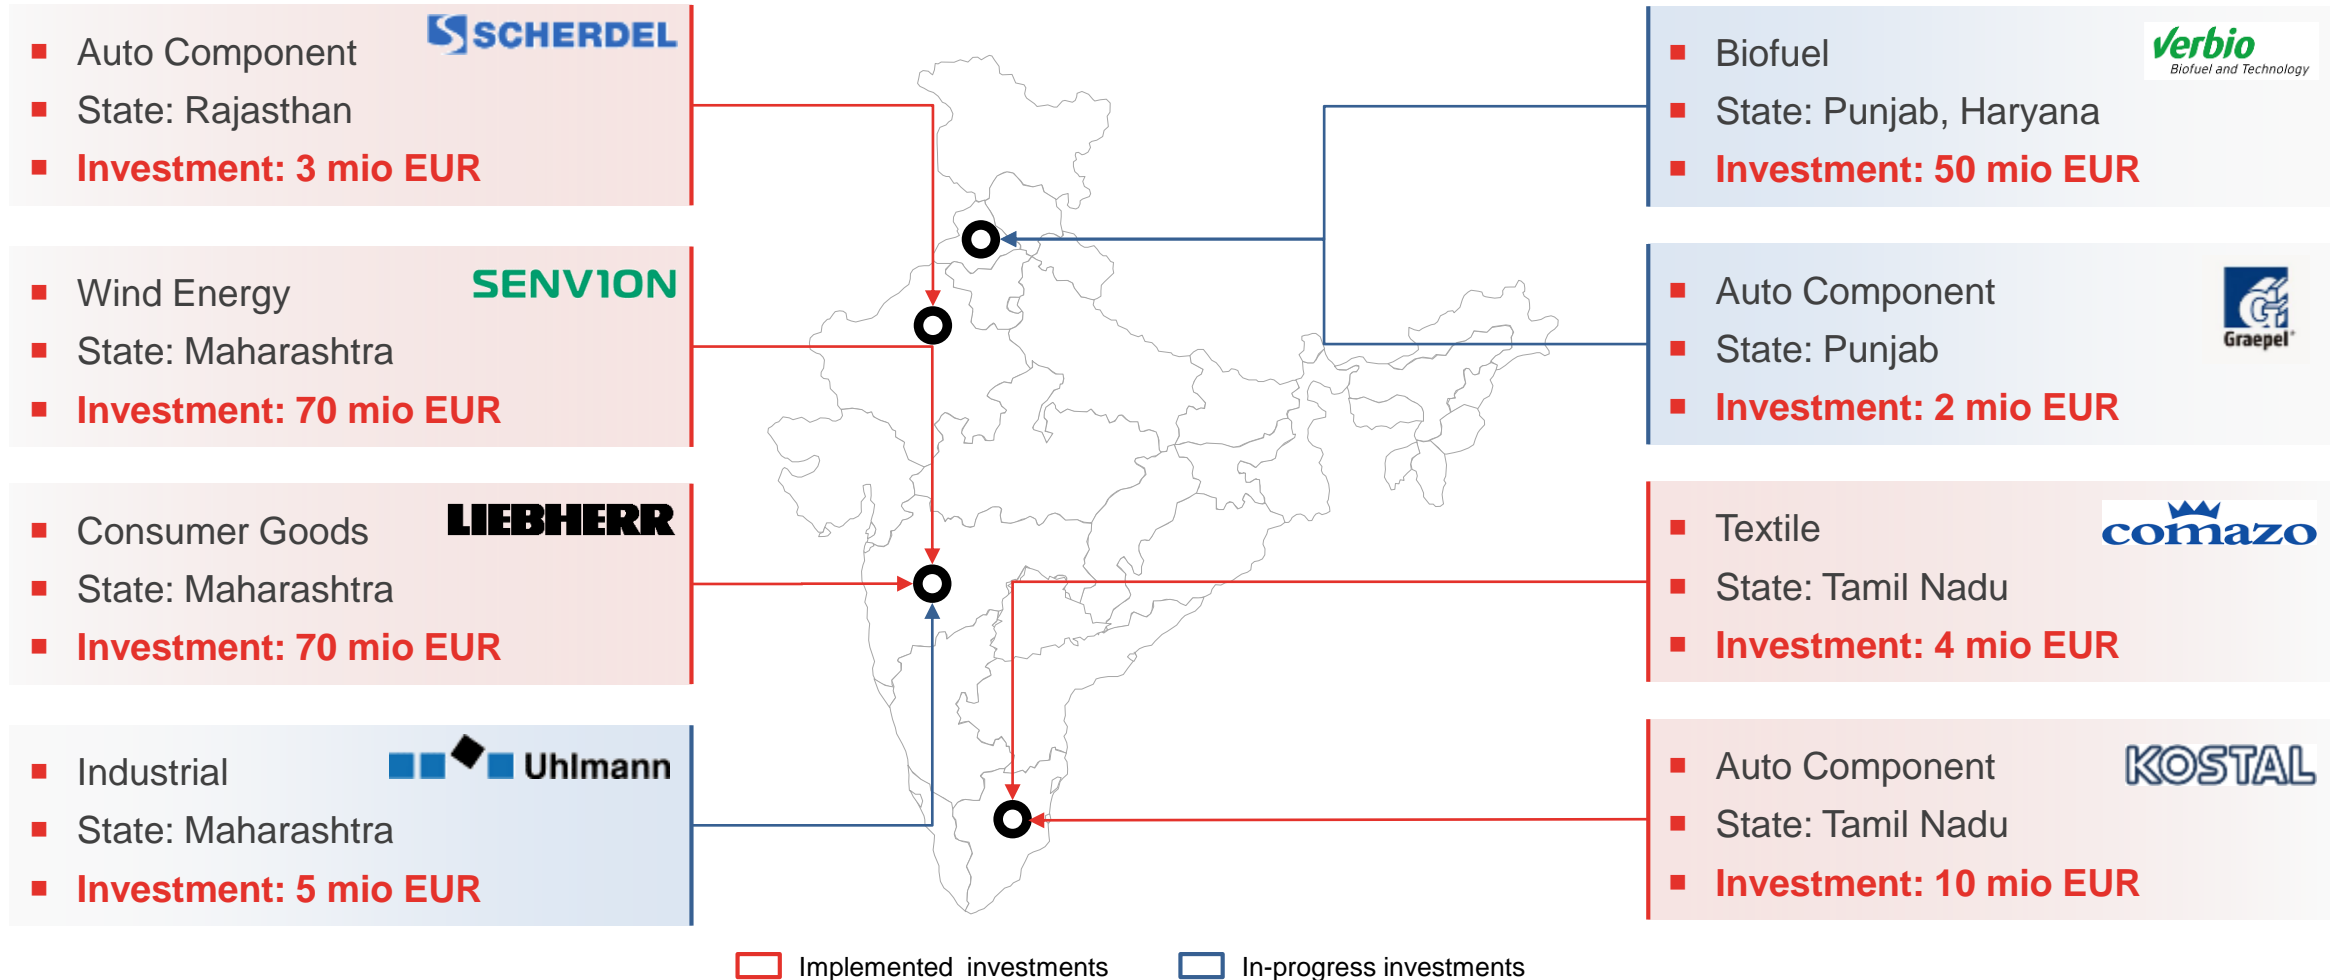 Auto Component
SCHERDEL
State: Rajasthan
Investment: 3 mio EUR
Wind Energy
SENVION
State: Maharashtra
Investment: 70 mio EUR
Consumer Goods
LIEBHERR
State: Maharashtra
Investment: 70 mio EUR
Industrial
Uhlmann
State: Maharashtra
Investment: 5 mio EUR
Biofuel
Verbio
Biofuel and Technology
State: Punjab, Haryana
Investment: 50 mio EUR
Auto Component
Graepel
State: Punjab
Investment: 2 mio EUR
Textile
comazo
State: Tamil Nadu
Investment: 4 mio EUR
Auto Component
KOSTAL
State: Tamil Nadu
Investment: 10 mio EUR
Implemented investments
In-progress investments